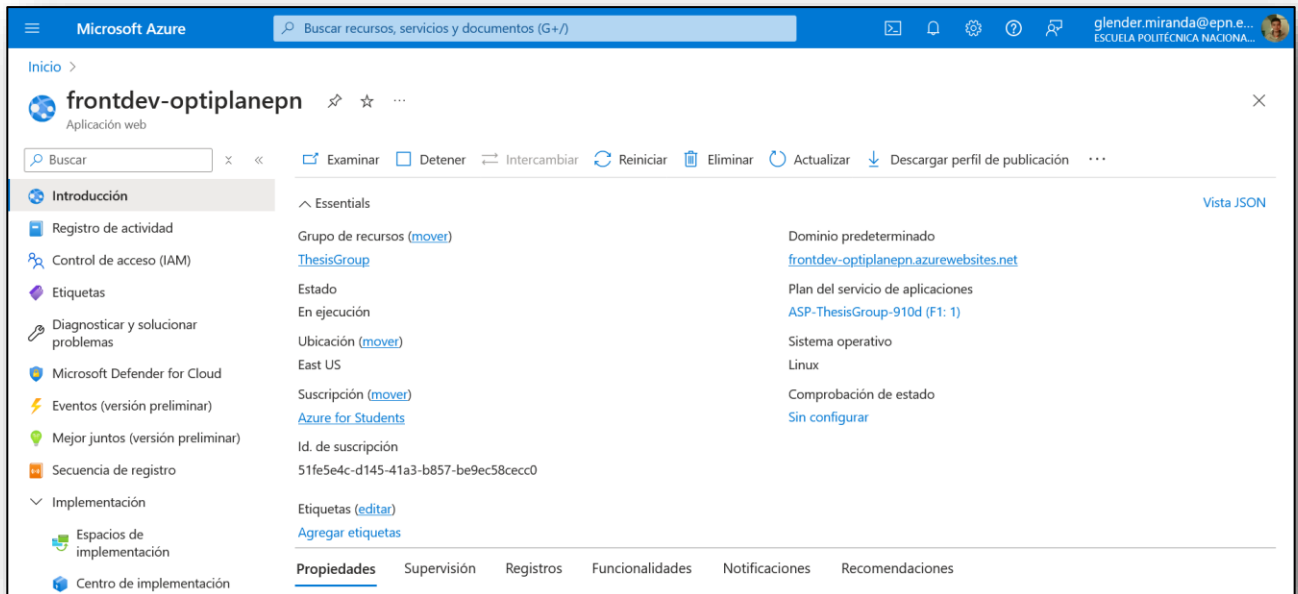 Microsoft Azure
Buscar recursos, servicios y documentos (G+/)
glender.miranda@epn.e...
ESCUELA POLITÉCNICA NACIONA...
Inicio >
frontdev-optiplanepn
Aplicación web
Buscar
Introducción
Registro de actividad
Control de acceso (IAM)
Etiquetas
Diagnosticar y solucionar
problemas
Microsoft Defender for Cloud
Eventos (versión preliminar)
Mejor juntos (versión preliminar)
Secuencia de registro
Implementación
Espacios de
implementación
Centro de implementación
Examinar Detener Intercambiar Reiniciar Eliminar Actualizar Descargar perfil de publicación ...
Essentials
Vista JSON
Grupo de recursos (mover)
ThesisGroup
Estado
En ejecución
Ubicación (mover)
East US
Suscripción (mover)
Azure for Students
Id. de suscripción
51fe5e4c-d145-41a3-b857-be9ec58cecc0
Etiquetas (editar)
Agregar etiquetas
Dominio predeterminado
frontdev-optiplanepn.azurewebsites.net
Plan del servicio de aplicaciones
ASP-ThesisGroup-910d (F1: 1)
Sistema operativo
Linux
Comprobación de estado
Sin configurar
Propiedades Supervisión Registros Funcionalidades Notificaciones Recomendaciones